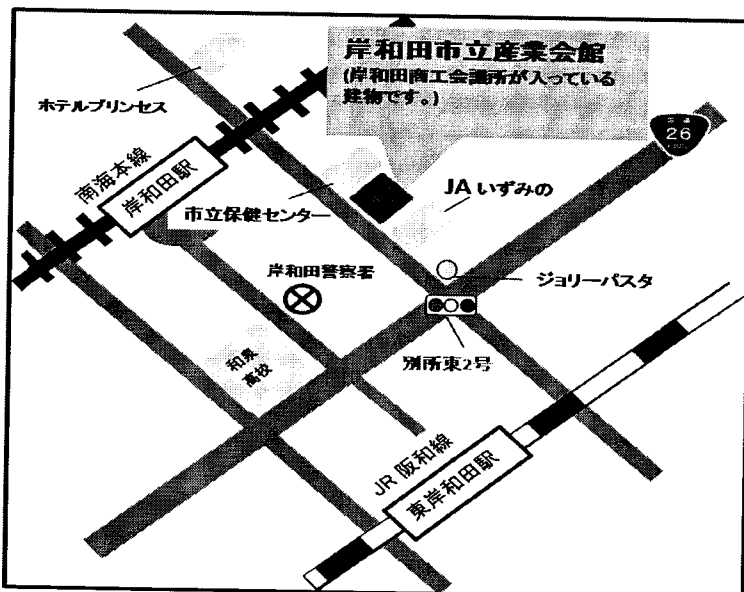 岸和田市立産業会館
(岸和田商工会議所が入っている
建物です。)
ホテルプリンセス
26
南海本線
岸和田駅
市立保健センター
JA いずみの
岸和田警察署
ジョリーパスタ
別所東2号
和泉
高校
JR 阪和線
東岸和田駅